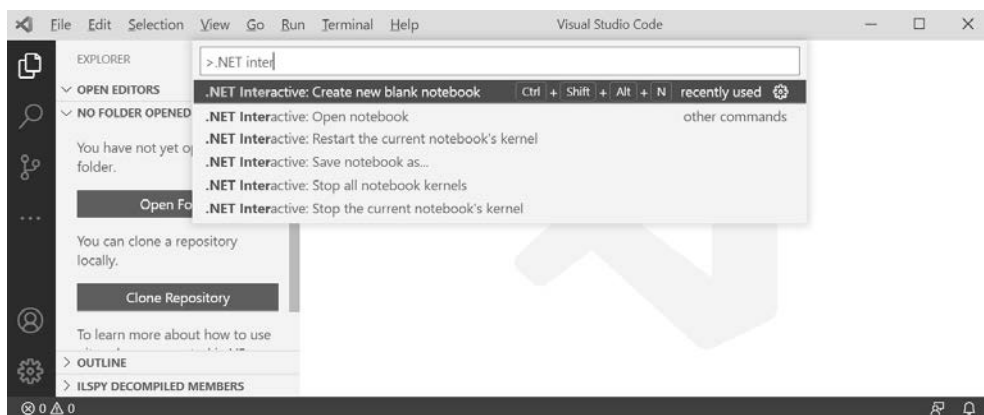 File Edit Selection View Go Run Terminal Help Visual Studio Code
EXPLORER
OPEN EDITORS
NO FOLDER OPENED
You have not yet op
folder.
Open Fo
You can clone a repository
locally.
Clone Repository
To learn more about how to use
OUTLINE
ILSPY DECOMPILED MEMBERS
>.NET inter
.NET Interactive: Create new blank notebook Ctrl + Shift + Alt + N recently used
.NET Interactive: Open notebook other commands
.NET Interactive: Restart the current notebook's kernel
.NET Interactive: Save notebook as...
.NET Interactive: Stop all notebook kernels
.NET Interactive: Stop the current notebook's kernel
0 0